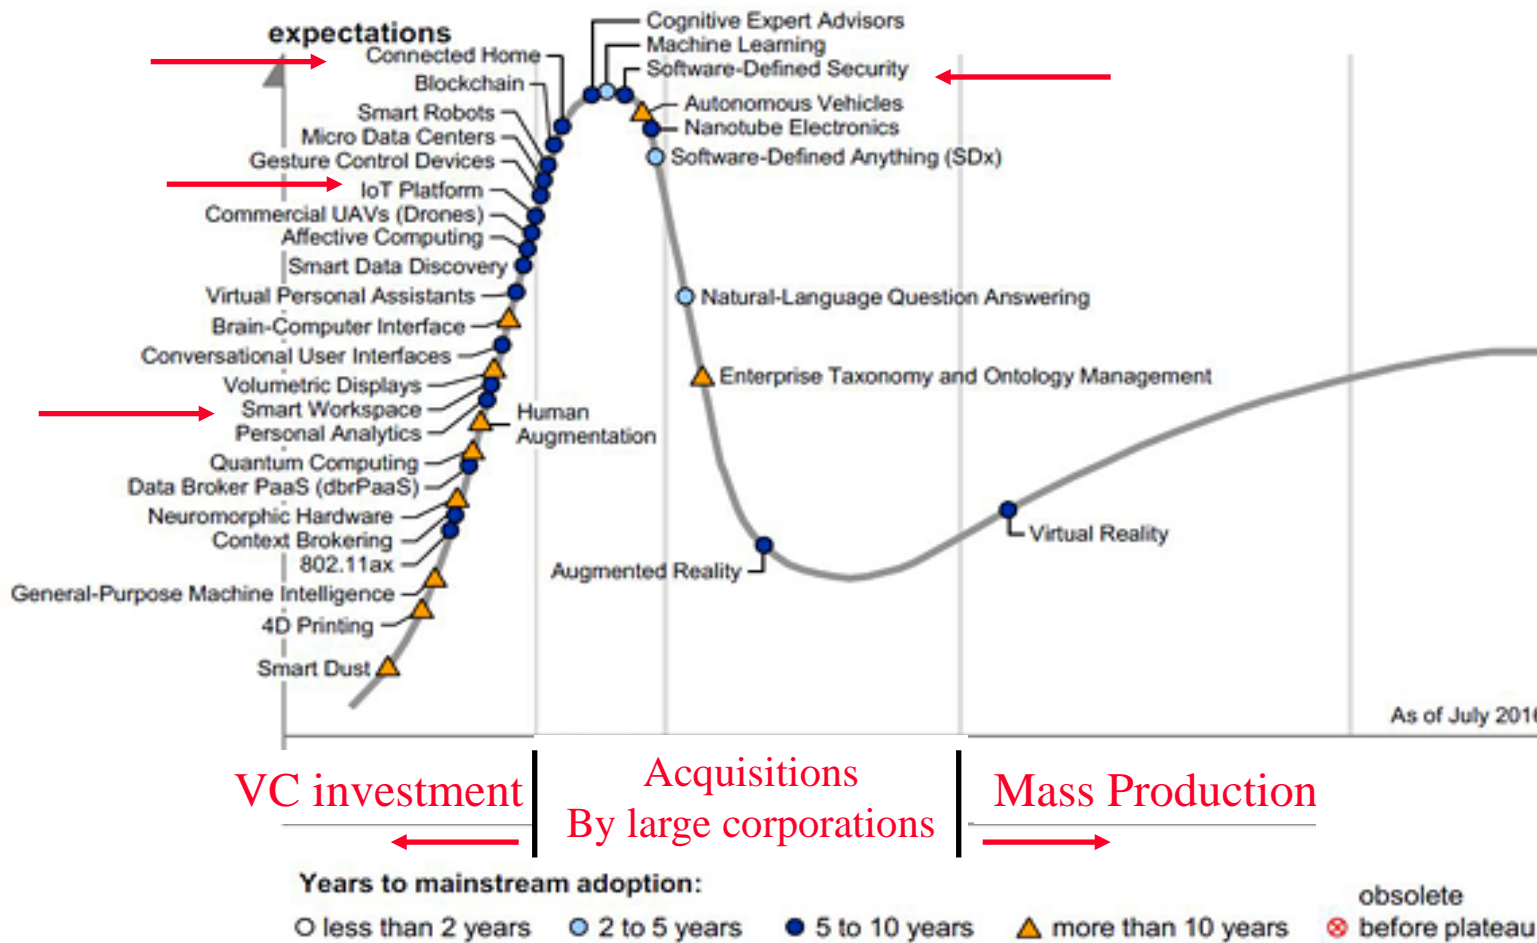 expectations
Connected Home
Blockchain
Smart Robots
Micro Data Centers
Gesture Control Devices
IoT Platform
Commercial UAVs (Drones)
Affective Computing
Smart Data Discovery
Virtual Personal Assistants
Brain-Computer Interface
Conversational User Interfaces
Volumetric Displays
Smart Workspace
Personal Analytics
Quantum Computing
Data Broker PaaS (dbrPaaS)
Neuromorphic Hardware
Context Brokering
802.11ax
General-Purpose Machine Intelligence
4D Printing
Smart Dust
Human
Augmentation
Cognitive Expert Advisors
Machine Learning
Software-Defined Security
Autonomous Vehicles
Nanotube Electronics
Software-Defined Anything (SDx)
Natural-Language Question Answering
Enterprise Taxonomy and Ontology Management
Augmented Reality
Virtual Reality
As of July 2016
VC investment
Acquisitions
By large corporations
Mass Production
Years to mainstream adoption:
less than 2 years
2 to 5 years
5 to 10 years
more than 10 years
obsolete
before plateau